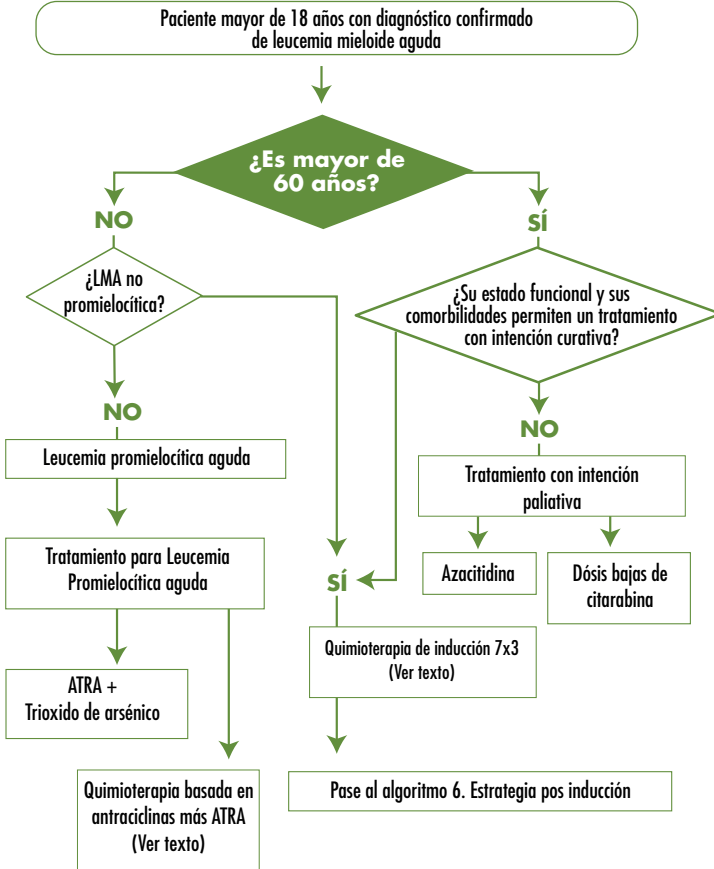 Paciente mayor de 18 años con diagnóstico confirmado
de leucemia mieloide aguda
¿Es mayor de
60 años?
NO
SÍ
¿LMA no
promielocítica?
¿Su estado funcional y sus
comorbilidades permiten un tratamiento
con intención curativa?
NO
NO
Leucemia promielocítica aguda
Tratamiento con intención
paliativa
Tratamiento para Leucemia
Promielocítica aguda
SÍ
Azacitidina
Dósis bajas de
citarabina
Quimioterapia de inducción 7x3
(Ver texto)
ATRA +
Trioxido de arsénico
Quimioterapia basada en
antraciclinas más ATRA
(Ver texto)
Pase al algoritmo 6. Estrategia pos inducción